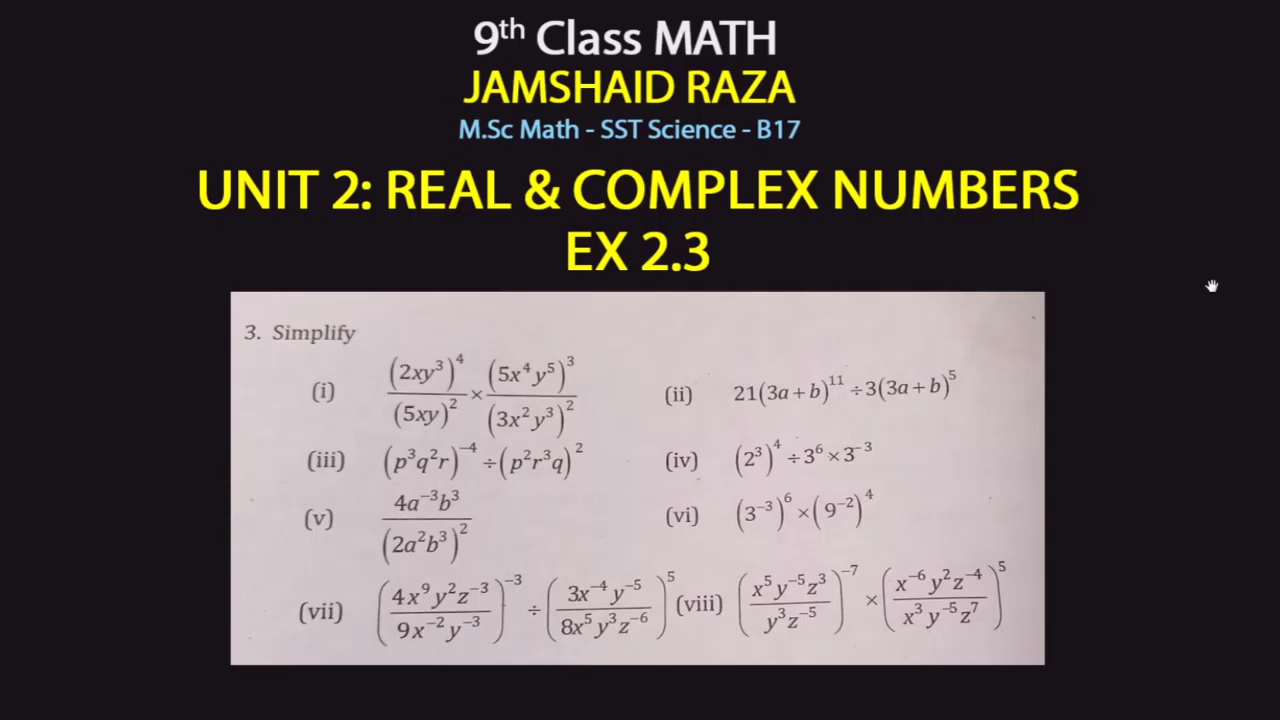 9th Class MATH
JAMSHAID RAZA
M.Sc Math - SST Science - B17
UNIT 2: REAL & COMPLEX NUMBERS
EX 2.3
3. Simplify
(i) (2xy³)⁴/(5xy)² × (5x⁴y⁵)³/(3x²y³)² (ii) 21(3a+b)¹¹ ÷3(3a+b)⁵
(iii) (p³q²r)⁻⁴ ÷(p²r³q)² (iv) (2³)⁴ ÷3⁶ ×3⁻³
(v) 4a⁻³b³/(2a²b³)² (vi) (3⁻³)⁶ ×(9⁻²)⁴
(vii) (4x⁹y²z⁻³/9x⁻²y⁻³)⁻³ ÷ (3x⁻⁴y⁻⁵/8x⁵y³z⁻⁶)⁵ (viii) (x⁵y⁻⁵z³/y³z⁻⁵)⁻⁷ × (x⁻⁶y²z⁻⁴/x³y⁻⁵z⁷)⁵